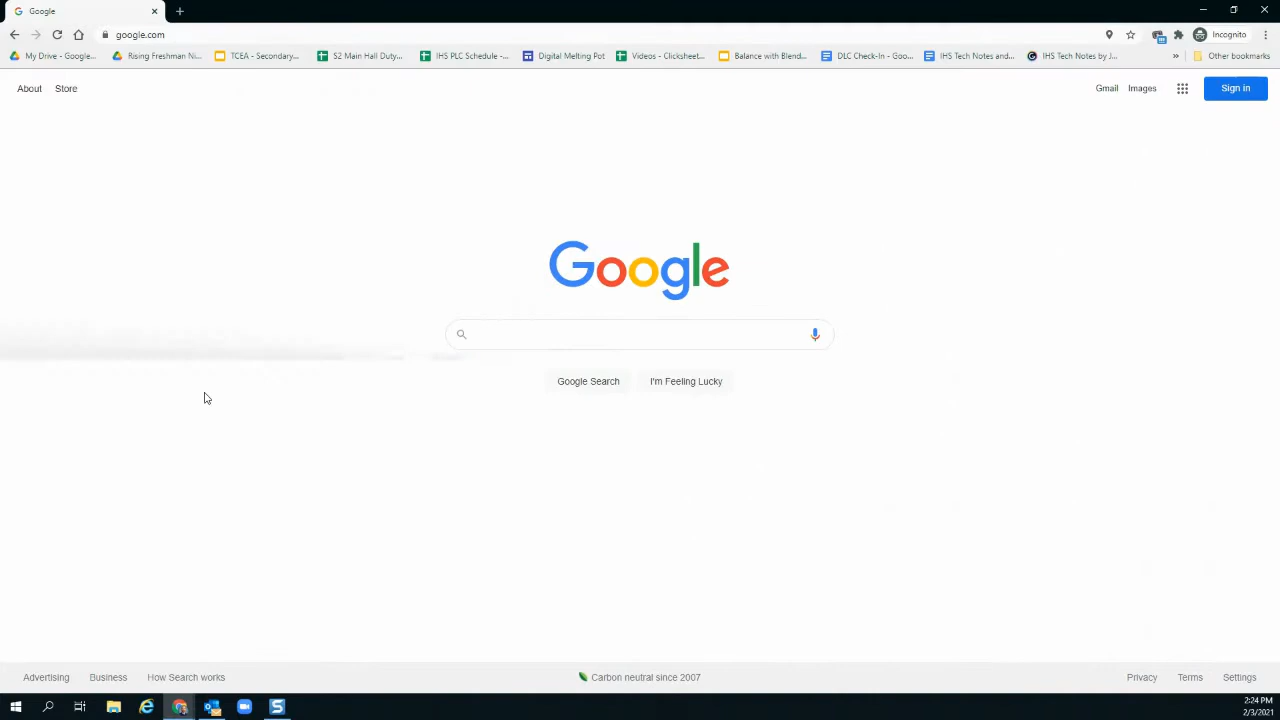 Google
google.com
Incognito
My Drive - Google...
Rising Freshman Ni...
TCEA - Secondary...
S2 Main Hall Duty...
IHS PLC Schedule -...
Digital Melting Pot
Videos - Clicksheet...
Balance with Blend...
DLC Check-In - Goo...
IHS Tech Notes and...
IHS Tech Notes by J...
»
Other bookmarks
About
Store
Gmail
Images
Sign in
Google
Google Search
I'm Feeling Lucky
Advertising
Business
How Search works
Carbon neutral since 2007
Privacy
Terms
Settings
2:24 PM
2/3/2021